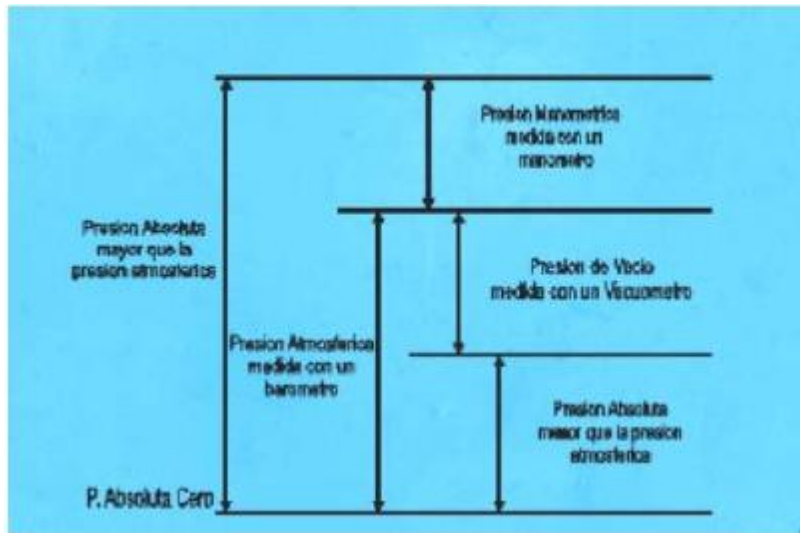 Presion Manometrica
medida con un
manometro
Presion Absoluta
mayor que la
presion atmosferica
Presion de Vacio
medida con un Vacuometro
Presion Atmosferica
medida con un
barometro
Presion Absoluta
menor que la presion
atmosferica
P. Absoluta Cero